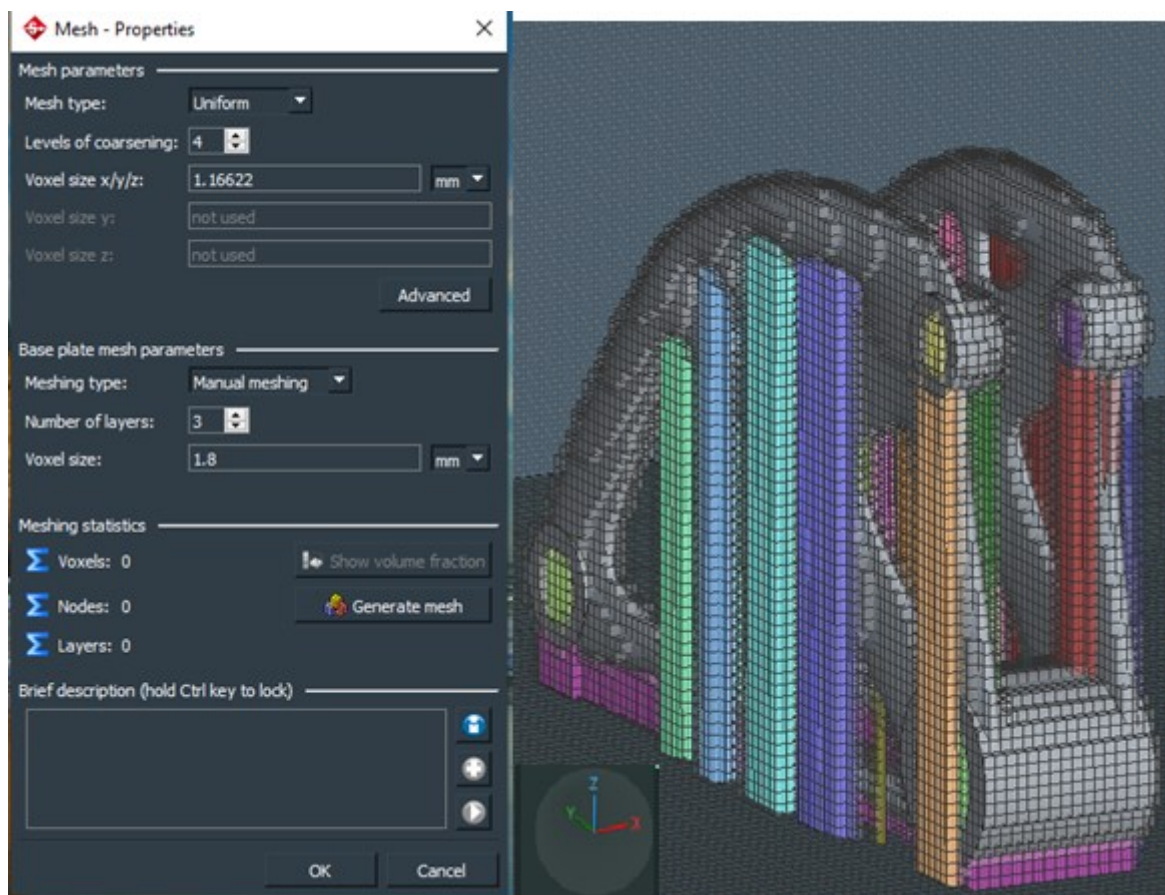 Mesh - Properties
Mesh parameters
Mesh type: Uniform
Levels of coarsening: 4
Voxel size x/y/z: 1.16622 mm
Voxel size y: not used
Voxel size z: not used
Advanced
Base plate mesh parameters
Meshing type: Manual meshing
Number of layers: 3
Voxel size: 1.8 mm
Meshing statistics
Voxels: 0 Show volume fraction
Nodes: 0 Generate mesh
Layers: 0
Brief description (hold Ctrl key to lock)
OK Cancel
Z
Y
X